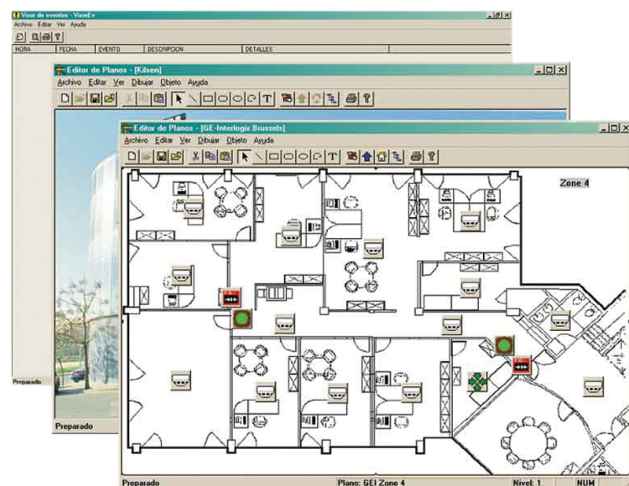 Visor de eventos - VisorEv
Archivo Editar Ver Ayuda
HORA FECHA EVENTO DESCRIPCION DETALLES
Editor de Planos - [Kilsen]
Archivo Editar Ver Dibujar Objeto Ayuda
Editor de Planos - [GE-Interlogix Brussels]
Archivo Editar Ver Dibujar Objeto Ayuda
Zone 4
Preparado
Preparado
Preparado Plano: GEI Zone 4 Nivel: 1 NUM